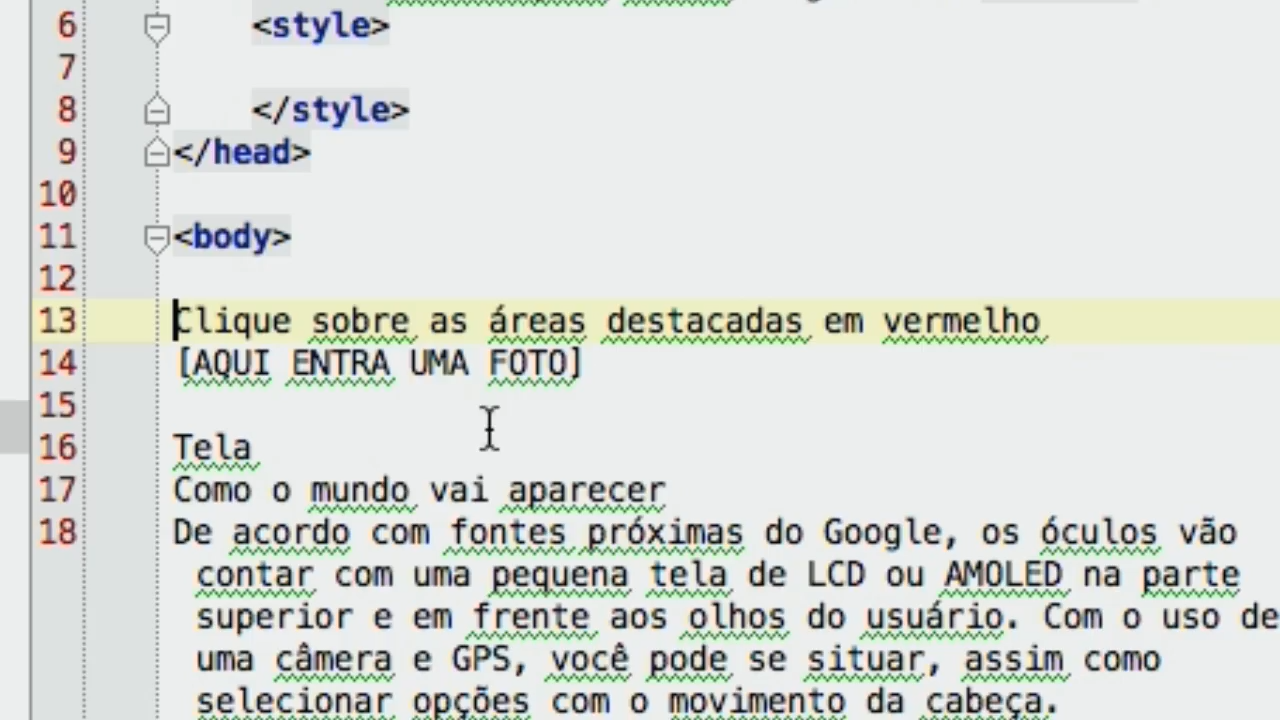 6 <style>
7
8 </style>
9 </head>
10
11 <body>
12
13 Clique sobre as áreas destacadas em vermelho
14 [AQUI ENTRA UMA FOTO]
15
16 Tela
17 Como o mundo vai aparecer
18 De acordo com fontes próximas do Google, os óculos vão
contar com uma pequena tela de LCD ou AMOLED na parte
superior e em frente aos olhos do usuário. Com o uso de
uma câmera e GPS, você pode se situar, assim como
selecionar opções com o movimento da cabeça.